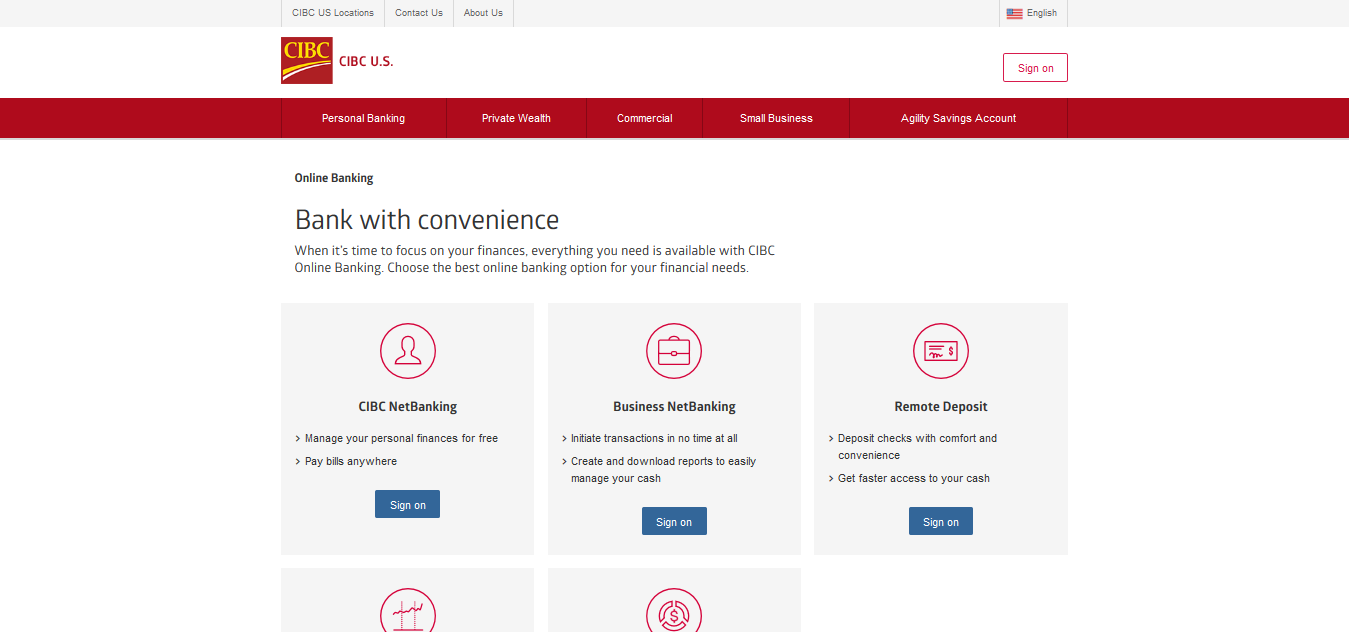 CIBC US Locations
Contact Us
About Us
English
CIBC
CIBC U.S.
Sign on
Personal Banking
Private Wealth
Commercial
Small Business
Agility Savings Account
Online Banking
Bank with convenience
When it's time to focus on your finances, everything you need is available with CIBC
Online Banking. Choose the best online banking option for your financial needs.
CIBC NetBanking
Manage your personal finances for free
Pay bills anywhere
Sign on
Business NetBanking
Initiate transactions in no time at all
Create and download reports to easily
manage your cash
Sign on
Remote Deposit
Deposit checks with comfort and
convenience
Get faster access to your cash
Sign on